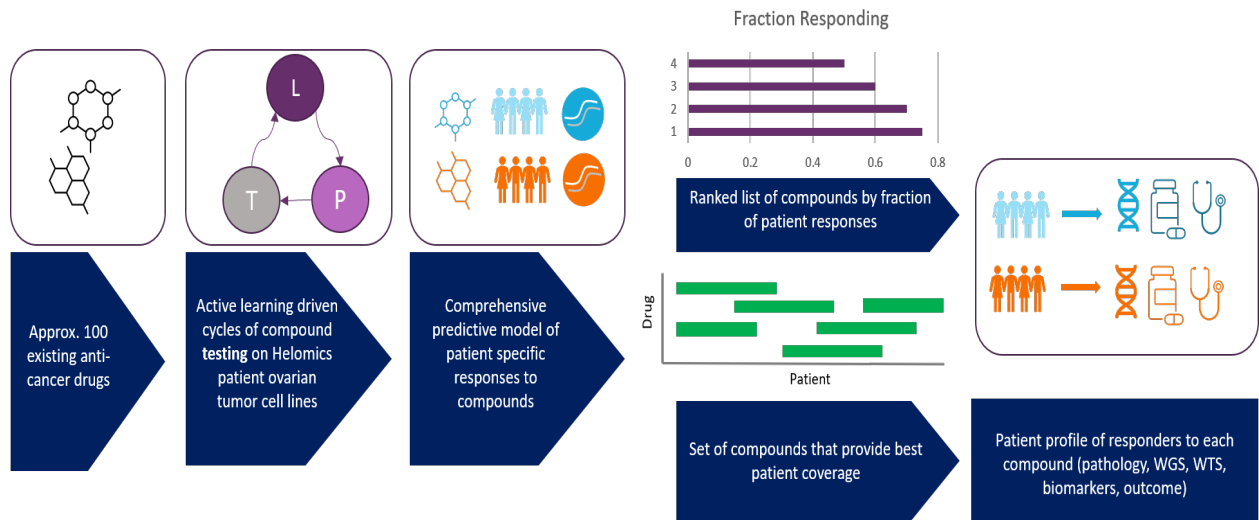 Fraction Responding
4
3
2
1
0
0.2
0.4
0.6
0.8
L
T
P
Approx. 100
existing anti-
cancer drugs
Active learning driven
cycles of compound
testing on Helomics
patient ovarian
tumor cell lines
Comprehensive
predictive model of
patient specific
responses to
compounds
Ranked list of compounds by fraction
of patient responses
Drug
Patient
Set of compounds that provide best
patient coverage
Patient profile of responders to each
compound (pathology, WGS, WTS,
biomarkers, outcome)